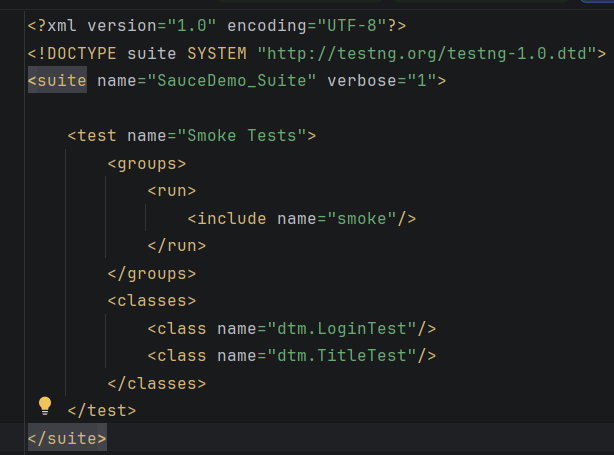 <?xml version="1.0" encoding="UTF-8"?>
<!DOCTYPE suite SYSTEM "http://testng.org/testng-1.0.dtd">
<suite name="SauceDemo_Suite" verbose="1">
<test name="Smoke Tests">
<groups>
<run>
<include name="smoke"/>
</run>
</groups>
<classes>
<class name="dtm.LoginTest"/>
<class name="dtm.TitleTest"/>
</classes>
</test>
</suite>